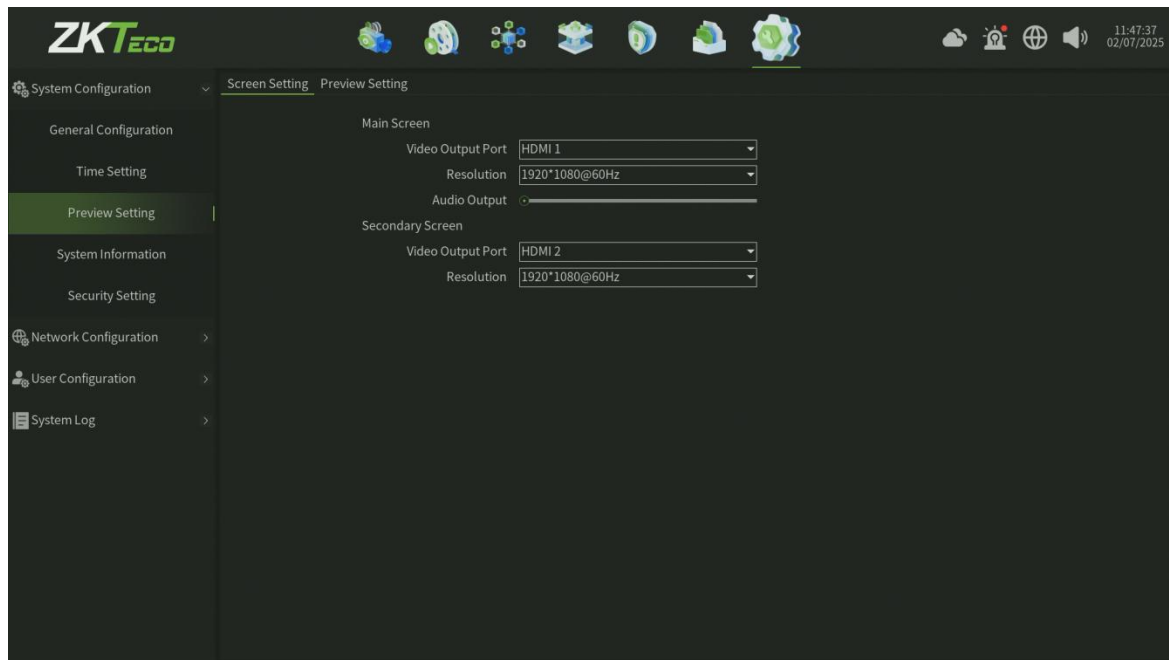 ZKTeco
11:47:37
02/07/2025
System Configuration
General Configuration
Time Setting
Preview Setting
System Information
Security Setting
Network Configuration
User Configuration
System Log
Screen Setting Preview Setting
Main Screen
Video Output Port HDMI 1
Resolution 1920*1080@60Hz
Audio Output
Secondary Screen
Video Output Port HDMI 2
Resolution 1920*1080@60Hz